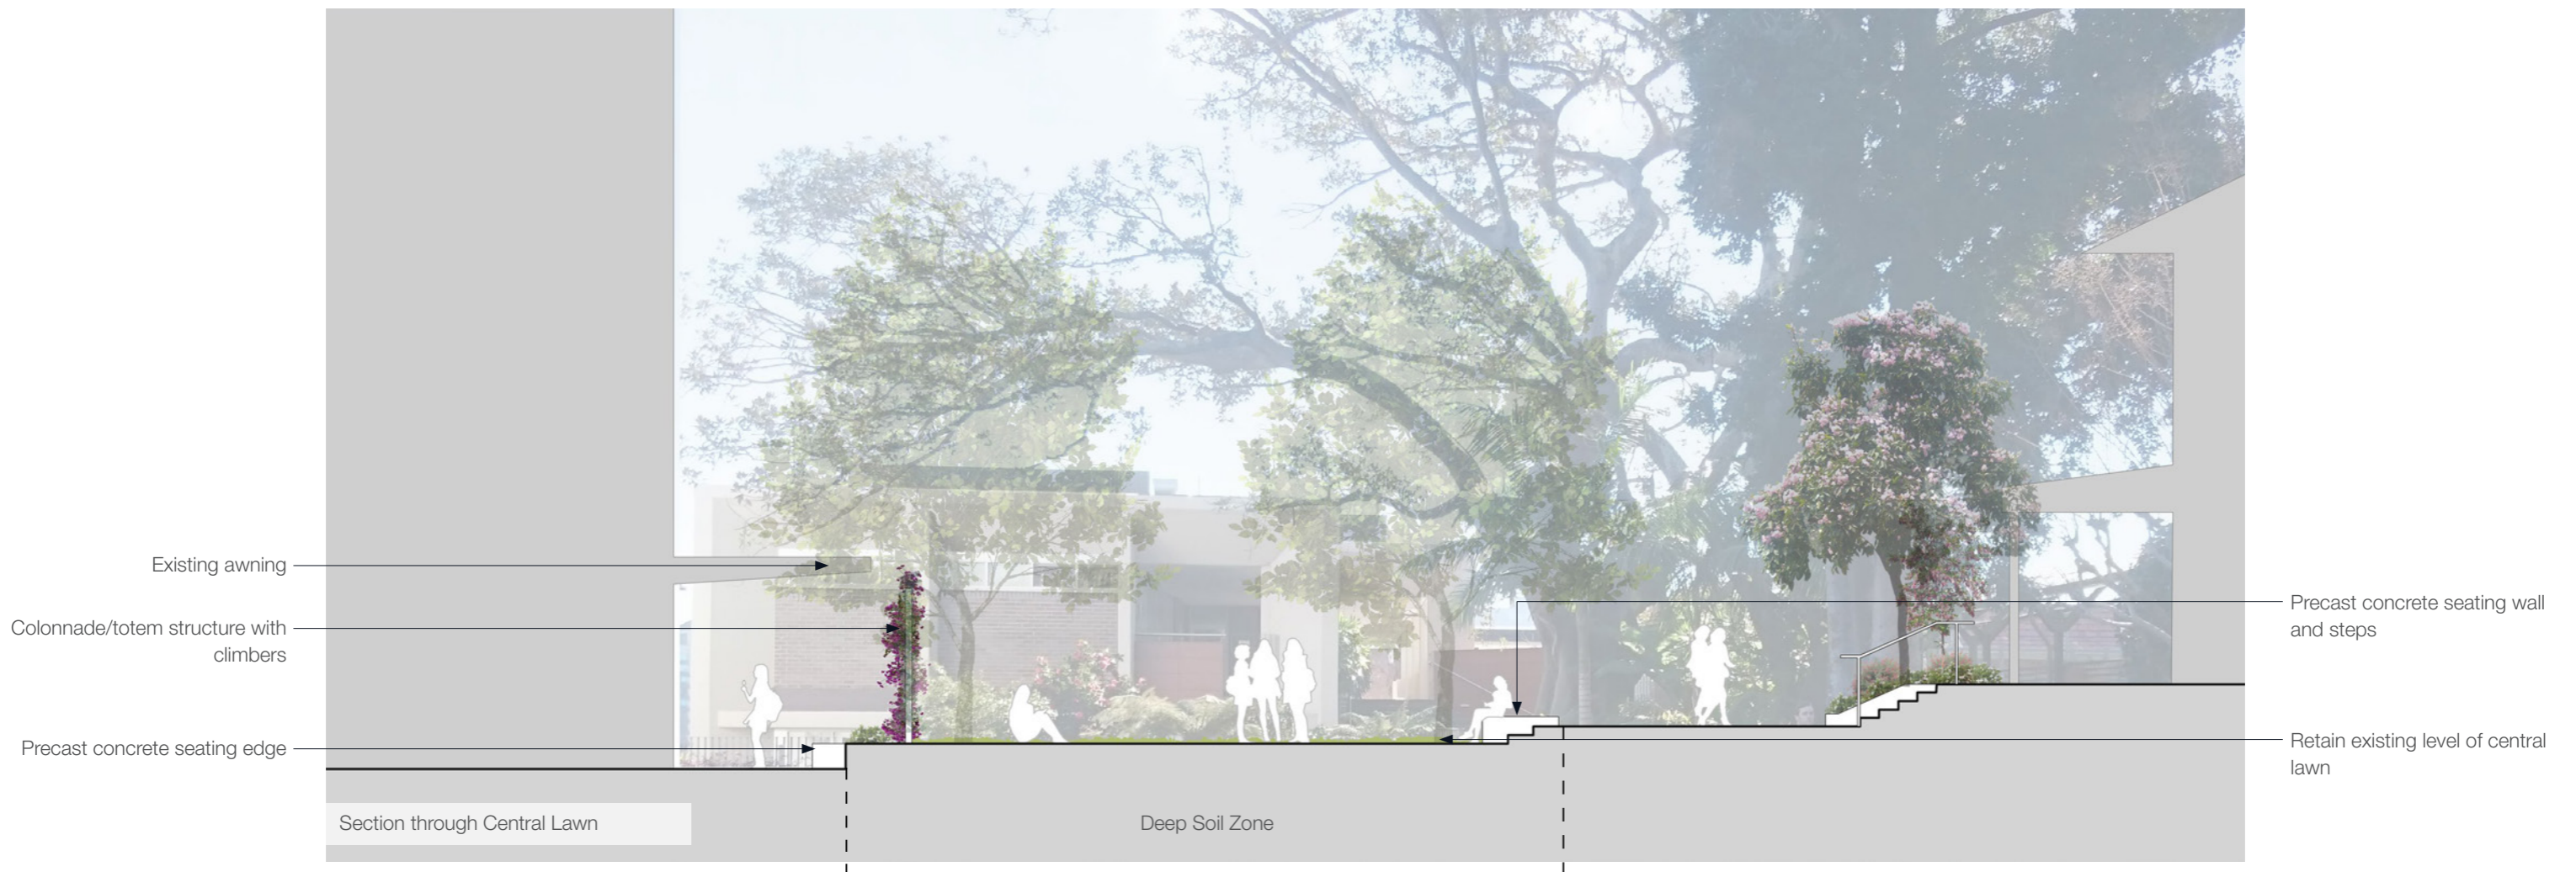 Existing awning
Colonnade/totem structure with
climbers
Precast concrete seating edge
Precast concrete seating wall
and steps
Retain existing level of central
lawn
Section through Central Lawn
Deep Soil Zone